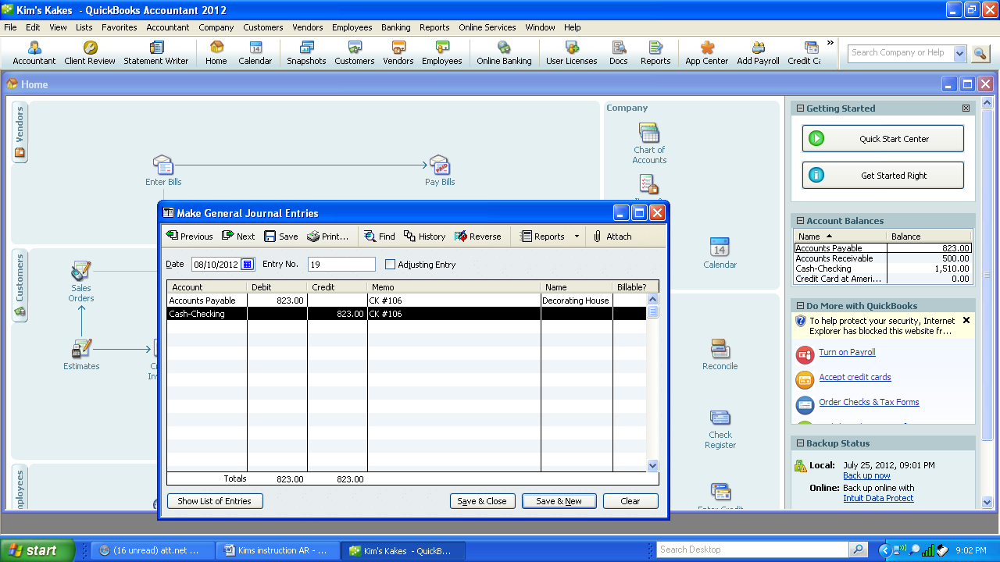 Kim's Kakes - QuickBooks Accountant 2012
File Edit View Lists Favorites Accountant Company Customers Vendors Employees Banking Reports Online Services Window Help
Accountant Client Review Statement Writer Home Calendar Snapshots Customers Vendors Employees Online Banking User Licenses Docs Reports App Center Add Payroll Credit Ca » Search Company or Help
Home
Vendors
Enter Bills
Pay Bills
Company
Chart of
Accounts
Calendar
Customers
Sales
Orders
Estimates
Reconcile
Check
Register
Enter Credit
Make General Journal Entries
Previous Next Save Print... Find History Reverse Reports Attach
Date 08/10/2012 Entry No. 19 Adjusting Entry
Account Debit Credit Memo Name Billable?
Accounts Payable 823.00 CK #106 Decorating House
Cash-Checking 823.00 CK #106
Totals 823.00 823.00
Show List of Entries Save & Close Save & New Clear
Getting Started
Quick Start Center
Get Started Right
Account Balances
Name Balance
Accounts Payable 823.00
Accounts Receivable 500.00
Cash-Checking 1,510.00
Credit Card at Ameri... 0.00
Do More with QuickBooks
To help protect your security, Internet
Explorer has blocked this website fr...
Turn on Payroll
Accept credit cards
Order Checks & Tax Forms
Backup Status
Local: July 25, 2012, 09:01 PM
Back up now
Online: Back up online with
Intuit Data Protect
start (16 unread) att.net ... Kims instruction AR - ... Kim's Kakes - QuickB... Search Desktop 9:02 PM